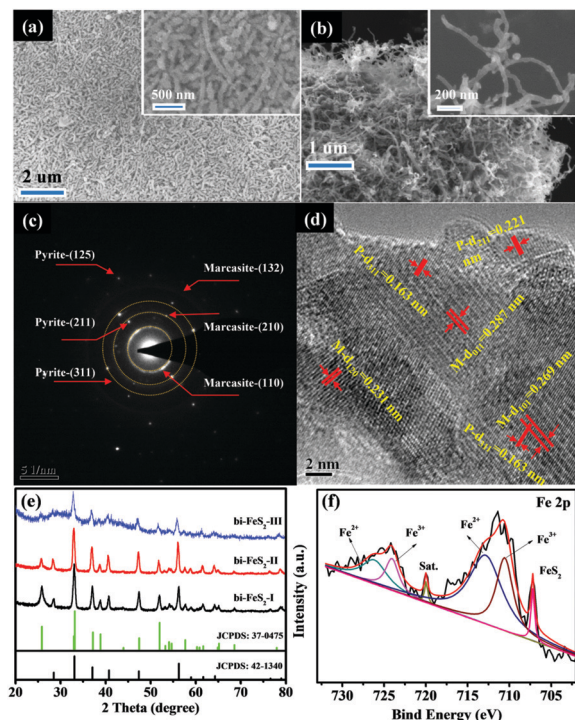 (a)
500 nm
2 um
(b)
200 nm
1 um
(c)
Pyrite-(125)
Marcasite-(132)
Pyrite-(211)
Marcasite-(210)
Pyrite-(311)
Marcasite-(110)
5 1/nm
(d)
P-d211=0.221
nm
P-d311=0.163 nm
M-d011=0.287 nm
M-d120=0.231 nm
M-d101=0.269 nm
P-d311=0.163 nm
2 nm
(e)
bi-FeS2-III
bi-FeS2-II
bi-FeS2-I
JCPDS: 37-0475
JCPDS: 42-1340
20 30 40 50 60 70 80
2 Theta (degree)
(f)
Fe 2p
Fe2+
Fe3+
Fe2+
Fe3+
Sat.
FeS2
Intensity (a.u.)
730 725 720 715 710 705
Bind Energy (eV)